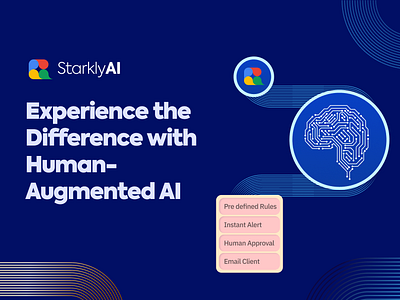 StarklyAI
Experience the
Difference with
Human-
Augmented AI
Pre defined Rules
Instant Alert
Human Approval
Email Client